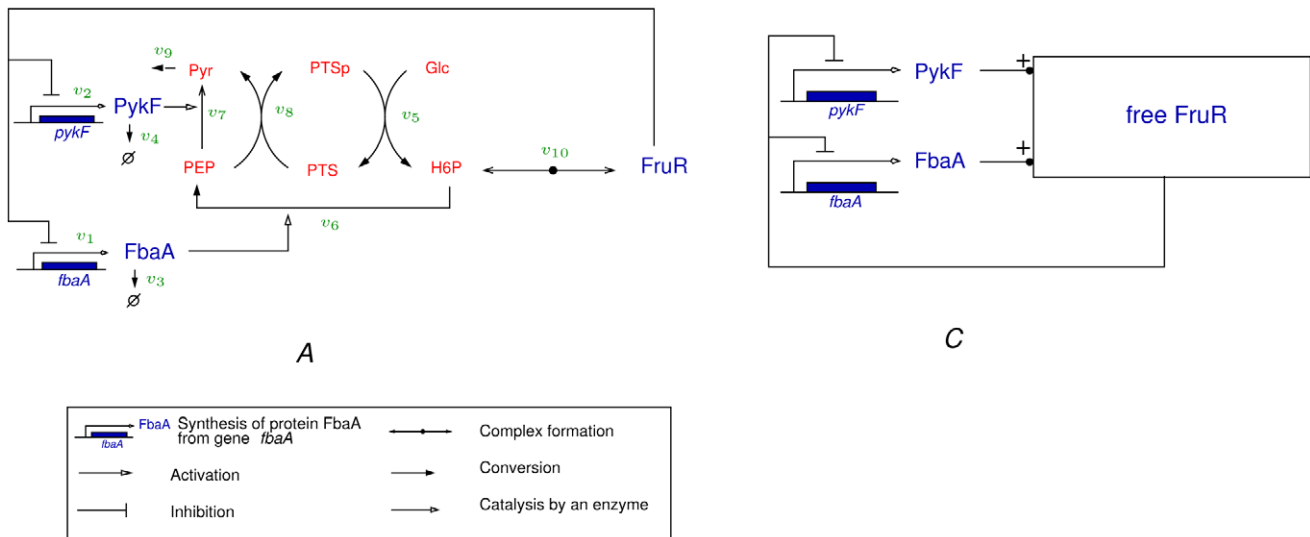 v9
Pyr
PTSp
Glc
v2
PykF
v7
v8
v5
pykF
v4
PEP
PTS
H6P
v10
FruR
v6
v1
FbaA
fbaA
v3
A
PykF
+
pykF
free FruR
FbaA
+
fbaA
C
FbaA Synthesis of protein FbaA
fbaA from gene fbaA
Complex formation
Activation
Conversion
Inhibition
Catalysis by an enzyme